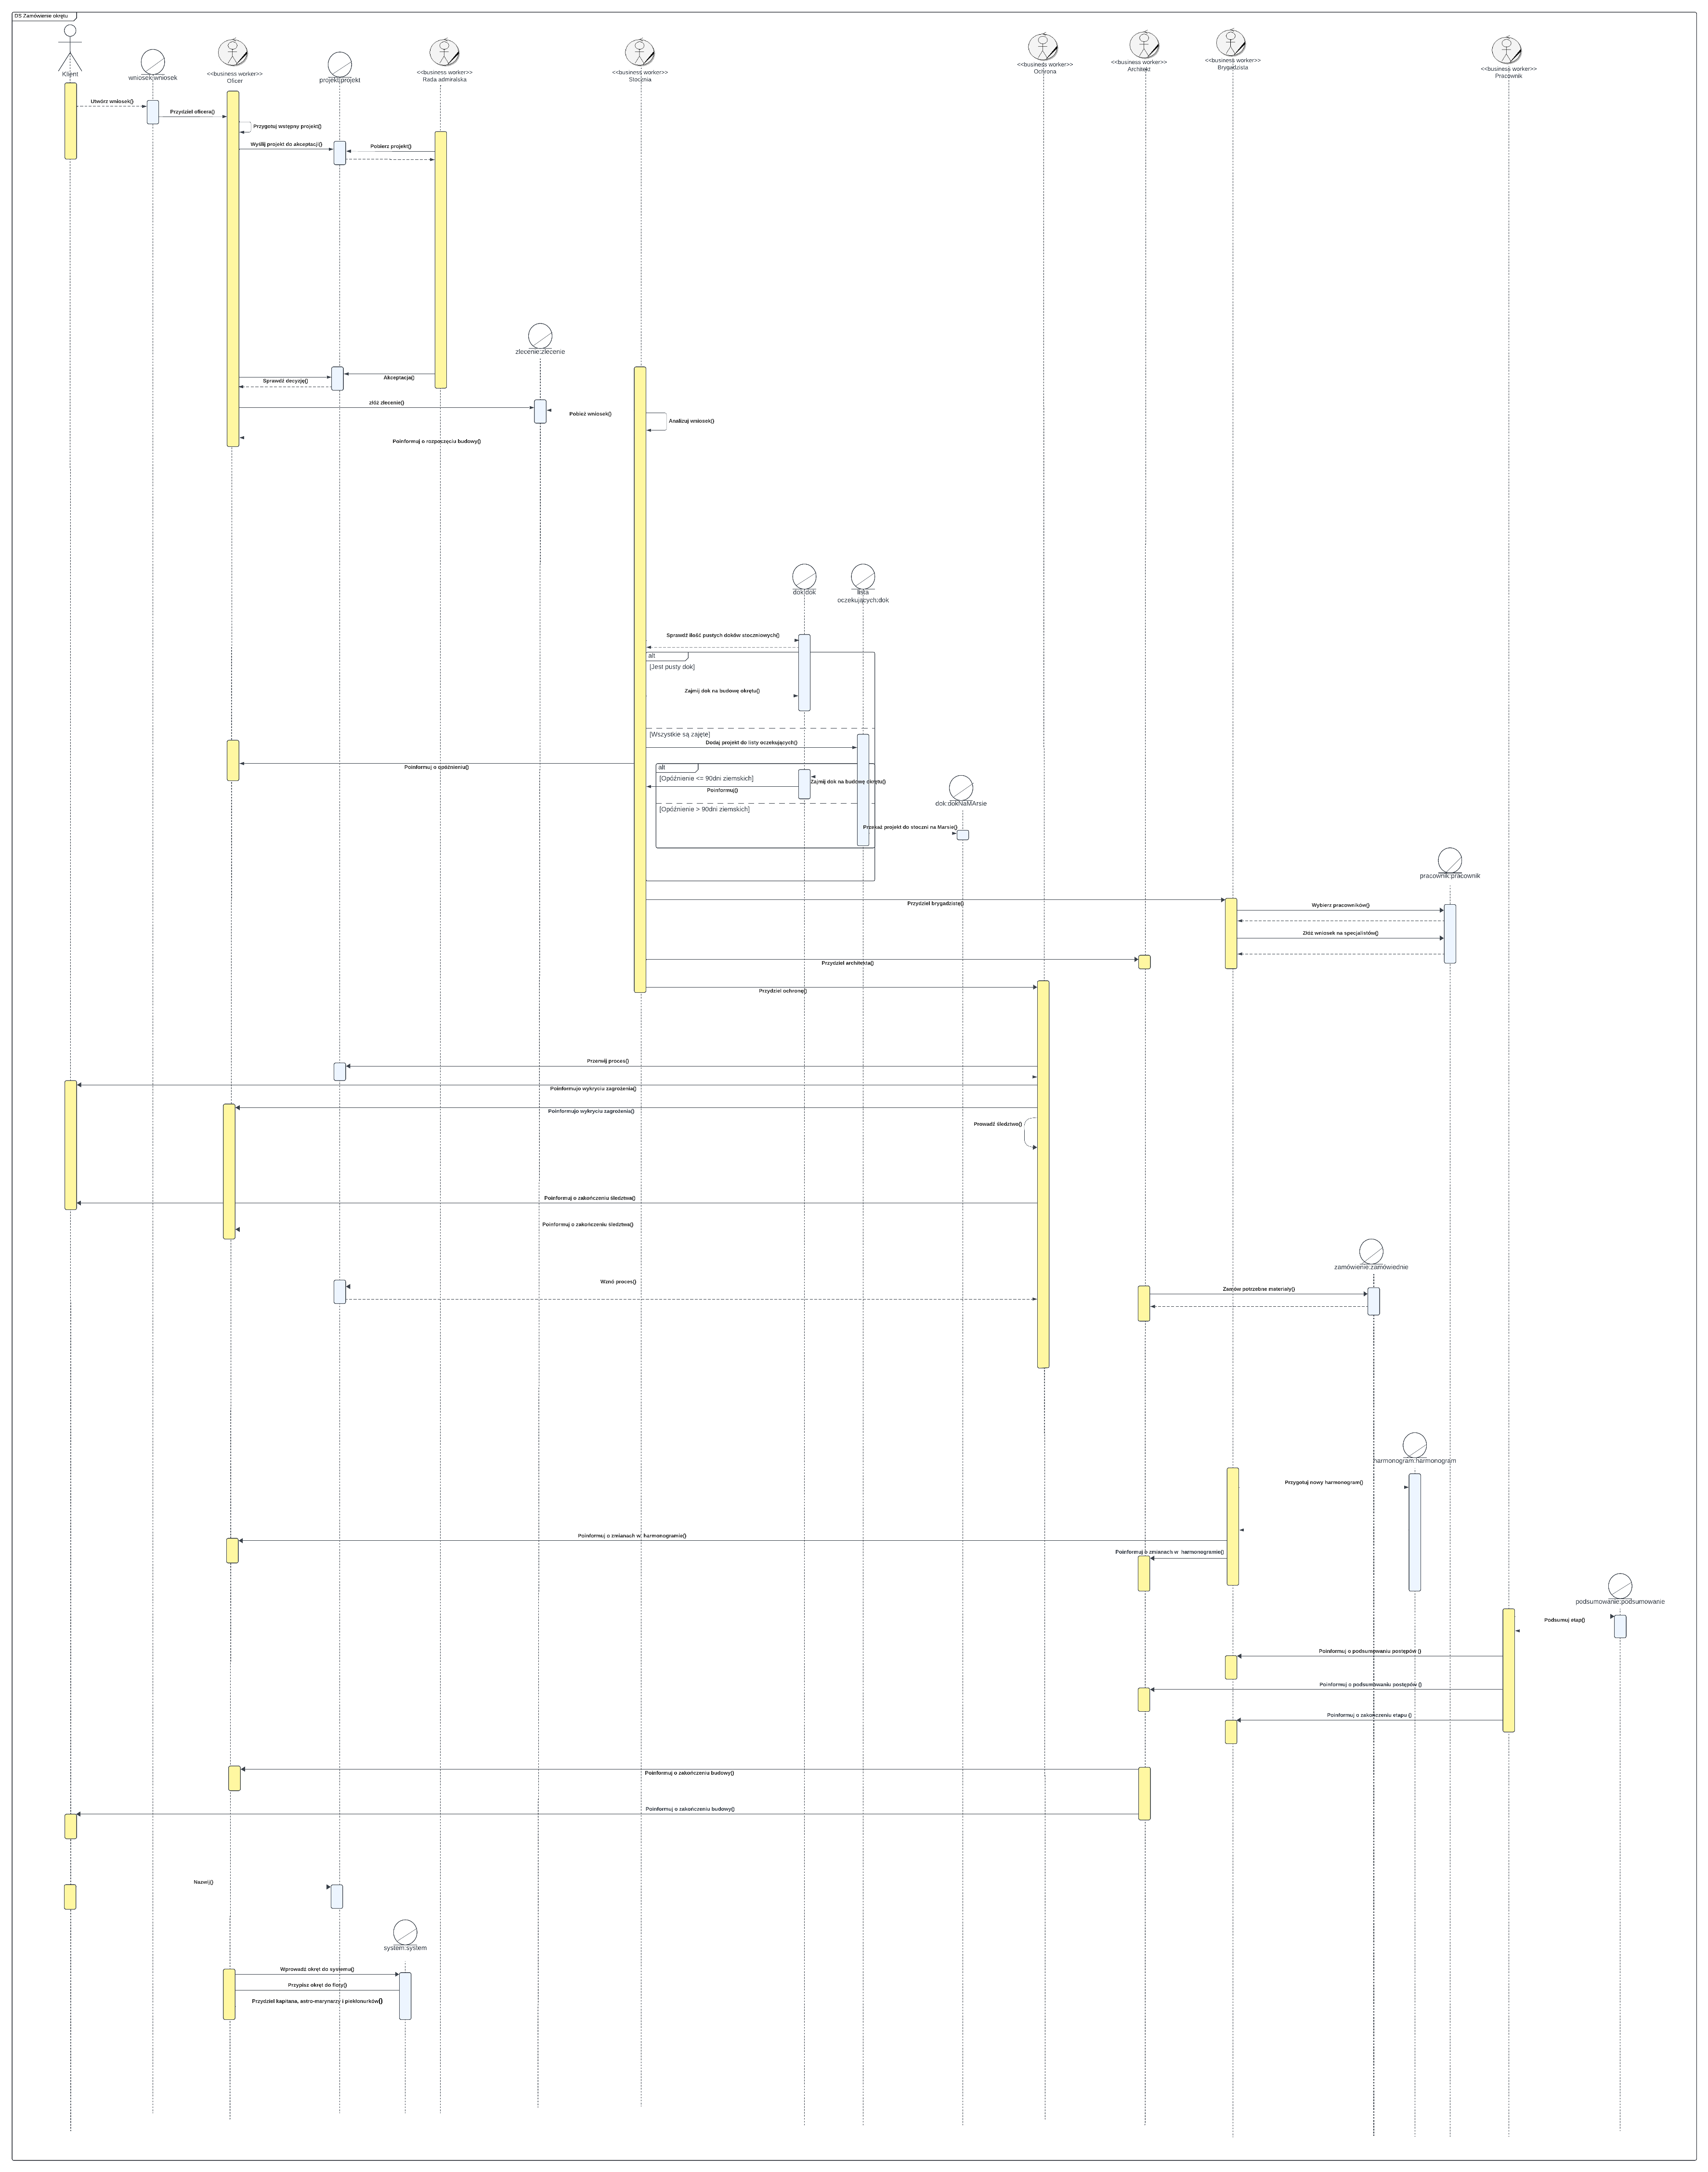 DS Zamówienie okrętu
Klient
wniosek:wniosek
<<business worker>>
Oficer
projekt:projekt
<<business worker>>
Rada admiralska
<<business worker>>
Stocznia
<<business worker>>
Ochrona
<<business worker>>
Architekt
<<business worker>>
Brygadzista
<<business worker>>
Pracownik
Utwórz wniosek()
Przydziel oficera()
Przygotuj wstępny projekt()
Wyślij projekt do akceptacji()
Pobierz projekt()
zlecenie:zlecenie
Akceptacja()
Sprawdź decyzję()
złóż zlecenie()
Pobież wniosek()
Analizuj wniosek()
Poinformuj o rozpoczęciu budowy()
dok:dok
lista
oczekujących:dok
Sprawdź ilość pustych doków stoczniowych()
alt
[Jest pusty dok]
Zajmij dok na budowę okrętu()
[Wszystkie są zajęte]
Dodaj projekt do listy oczekujących()
Poinformuj o opóźnieniu()
alt
[Opóźnienie <= 90dni ziemskich]
Zajmij dok na budowę okrętu()
Poinformuj()
[Opóźnienie > 90dni ziemskich]
dok:dokNaMArsie
Przekaż projekt do stoczni na Marsie()
pracownik:pracownik
Przydziel brygadzistę()
Wybierz pracowników()
Złóż wniosek na specjalistów()
Przydziel architekta()
Przydziel ochronę()
Przerwij proces()
Poinformujo wykryciu zagrożenia()
Poinformujo wykryciu zagrożenia()
Prowadź śledztwo()
Poinformuj o zakończeniu śledztwa()
Poinformuj o zakończeniu śledztwa()
zamówienie:zamówiednie
Wznó proces()
Zamów potrzebne materiały()
harmonogram:harmonogram
Przygotuj nowy harmonogram()
Poinformuj o zmianach w harmonogramie()
Poinformuj o zmianach w harmonogramie()
podsumowanie:podsumowanie
Podsumuj etap()
Poinformuj o podsumowaniu postępów ()
Poinformuj o podsumowaniu postępów ()
Poinformuj o zakończeniu etapu ()
Poinformuj o zakończeniu budowy()
Poinformuj o zakończeniu budowy()
Nazwij()
system:system
Wprowadź okręt do systemu()
Przypisz okręt do floty()
Przydziel kapitana, astro-marynarzy i piekłonurków()